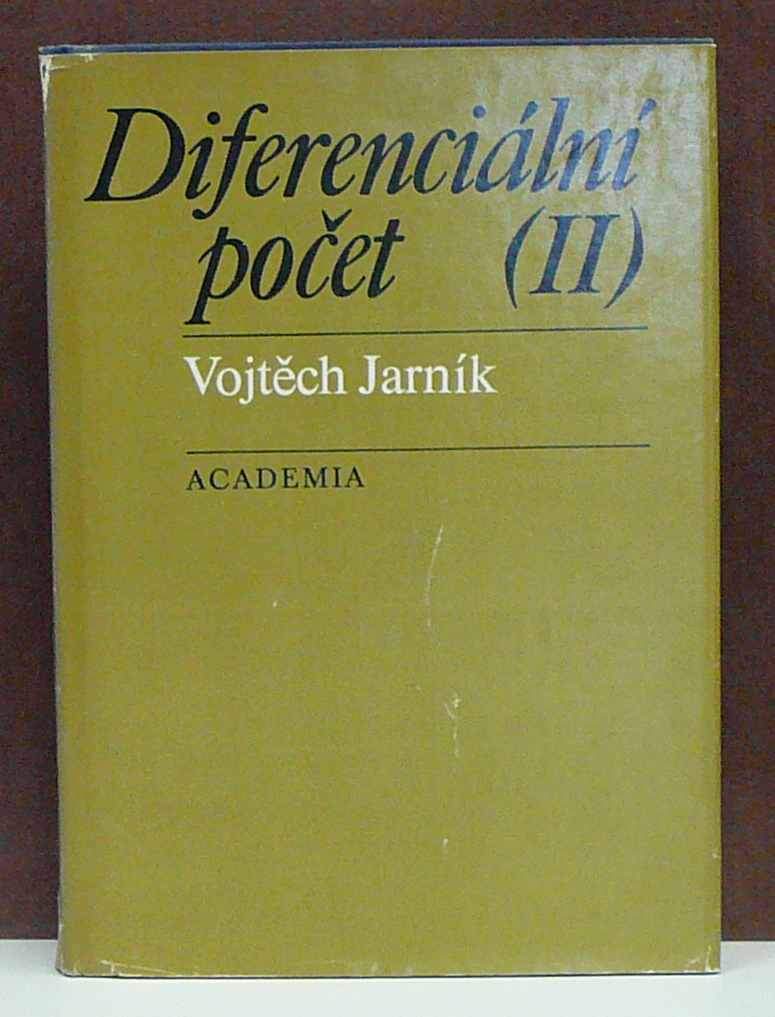 Diferenciální
počet (II)
Vojtěch Jarník
ACADEMIA